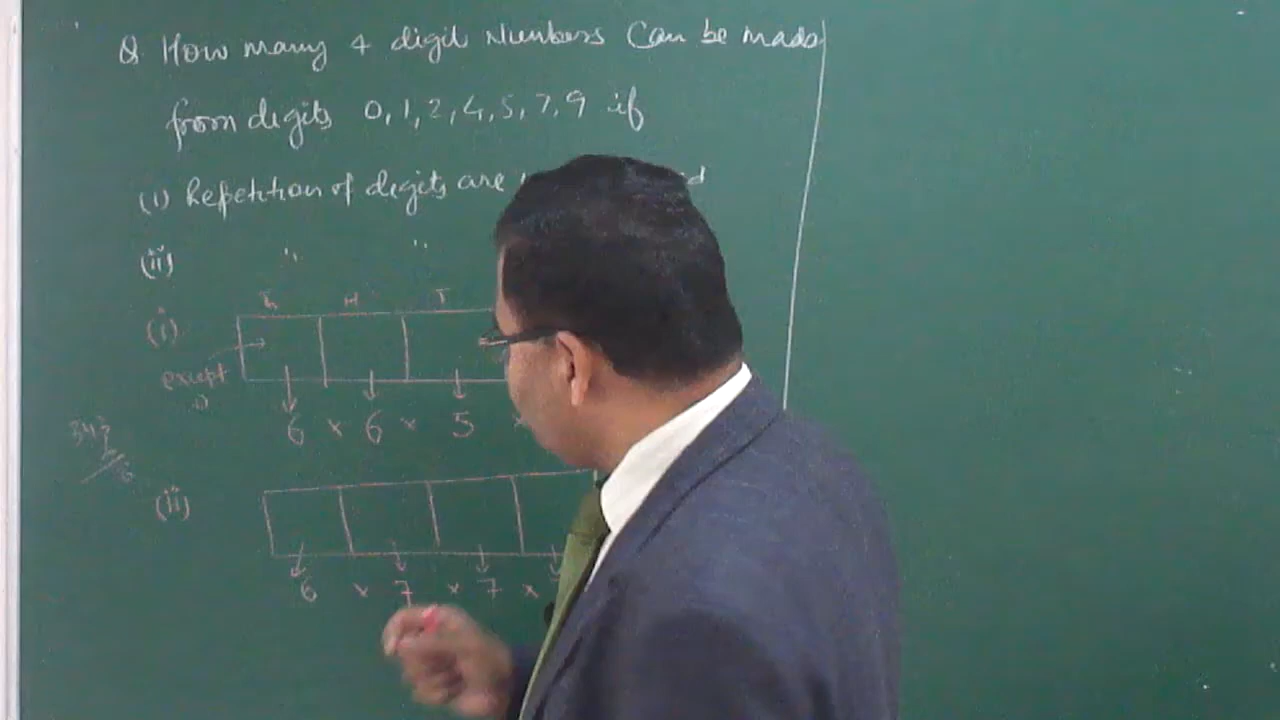 Q. How many 4 digit Numbers can be made
from digits 0, 1, 2, 4, 5, 7, 9 if
(i) Repetition of digits are
(ii) " "
Th H T
(i)
except
6 × 6 × 5 ×
343
(ii)
6 × 7 × 7 ×